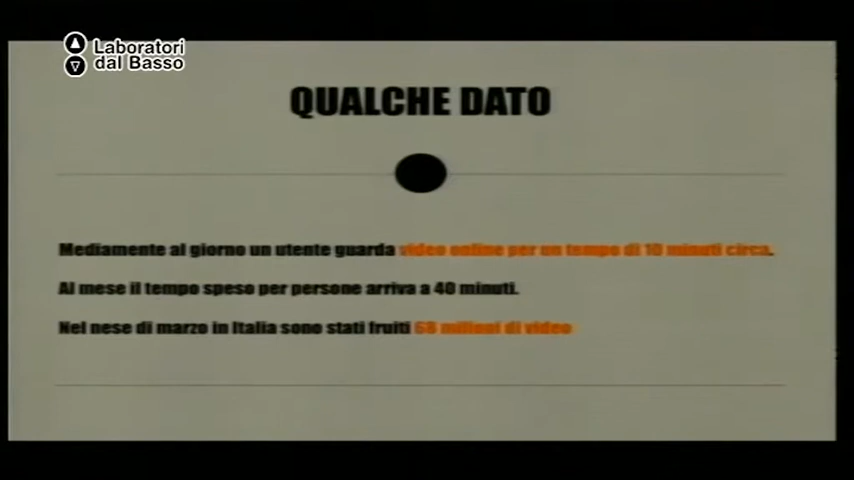 Laboratori
dal Basso
QUALCHE DATO
Mediamente al giorno un utente guarda video online per un tempo di 10 minuti circa.
Al mese il tempo speso per persone arriva a 40 minuti.
Nel nese di marzo in Italia sono stati fruiti 68 milioni di video